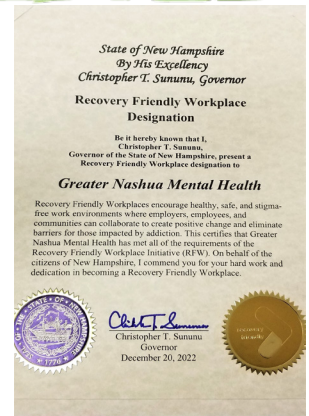 State of New Hampshire
By His Excellency
Christopher T. Sununu, Governor
Recovery Friendly Workplace
Designation
Be it hereby known that I,
Christopher T. Sununu,
Governor of the State of New Hampshire, present a
Recovery Friendly Workplace designation to
Greater Nashua Mental Health
Recovery Friendly Workplaces encourage healthy, safe, and stigma-
free work environments where employers, employees, and
communities can collaborate to create positive change and eliminate
barriers for those impacted by addiction. This certifies that Greater
Nashua Mental Health has met all of the requirements of the
Recovery Friendly Workplace Initiative (RFW). On behalf of the
citizens of New Hampshire, I commend you for your hard work and
dedication in becoming a Recovery Friendly Workplace.
Christopher T. Sununu
Governor
December 20, 2022
STATE OF NEW HAMPSHIRE
1776